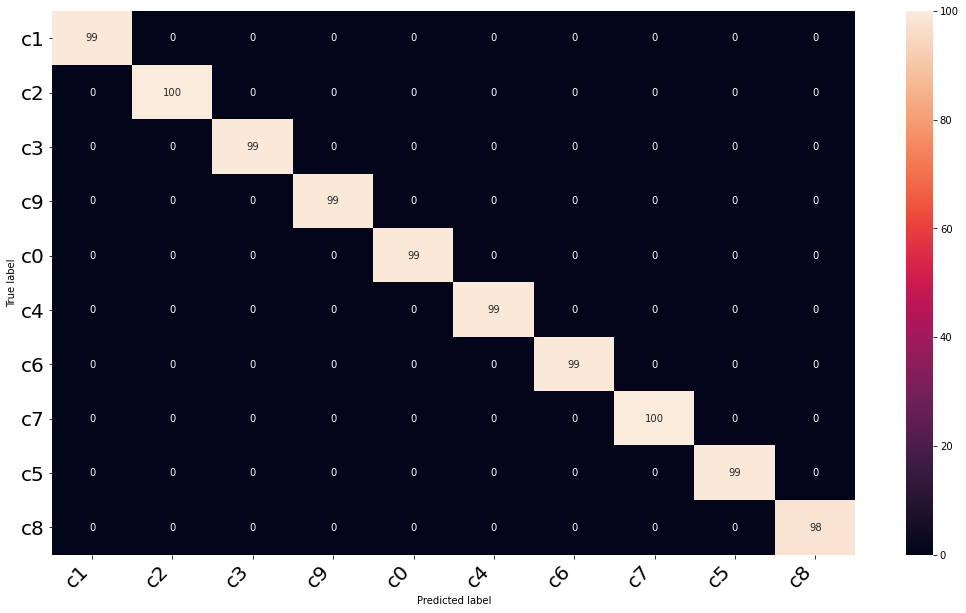 c1 99 0 0 0 0 0 0 0 0 0
c2 0 100 0 0 0 0 0 0 0 0
c3 0 0 99 0 0 0 0 0 0 0
c9 0 0 0 99 0 0 0 0 0 0
c0 0 0 0 0 99 0 0 0 0 0
c4 0 0 0 0 0 99 0 0 0 0
c6 0 0 0 0 0 0 99 0 0 0
c7 0 0 0 0 0 0 0 100 0 0
c5 0 0 0 0 0 0 0 0 99 0
c8 0 0 0 0 0 0 0 0 0 98
c1 c2 c3 c9 c0 c4 c6 c7 c5 c8
Predicted label
True label
100
80
60
40
20
0